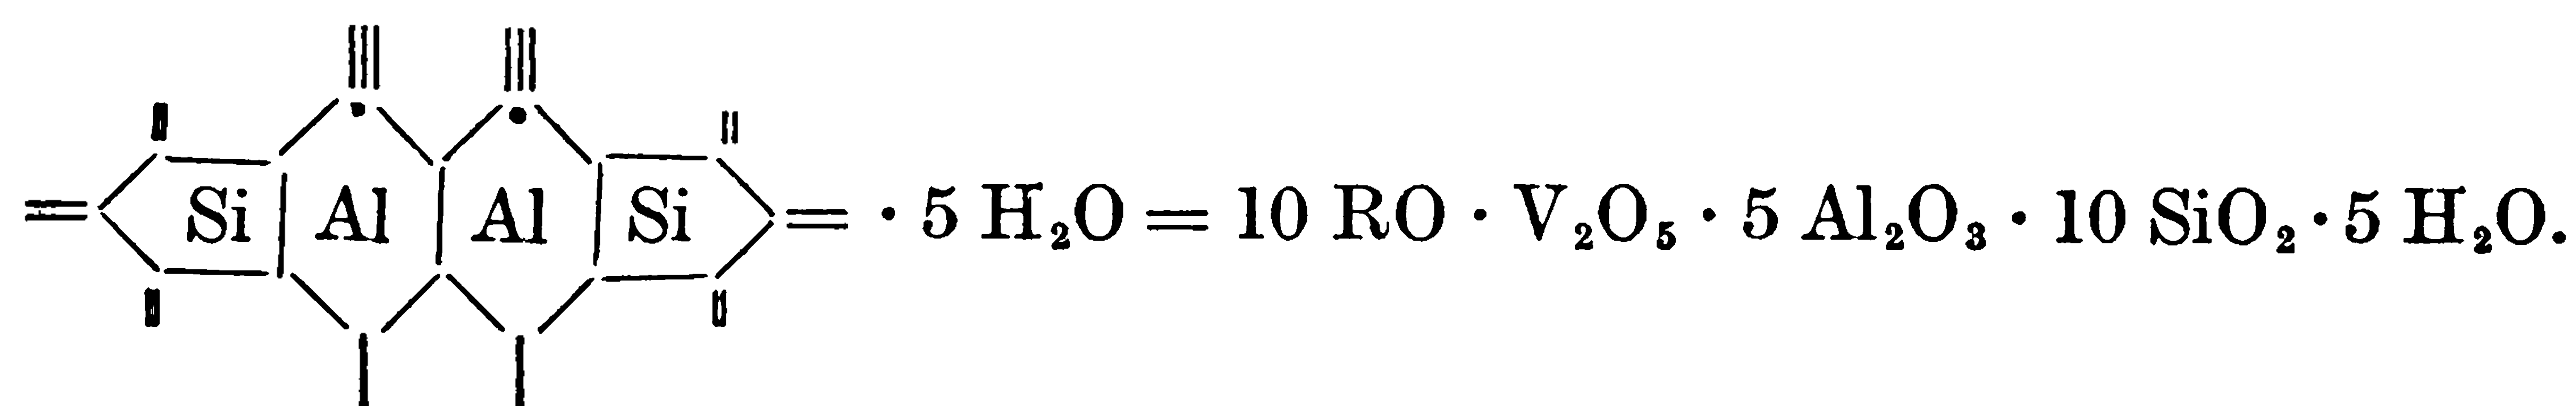 Si Al Al Si · 5 H₂O = 10 RO · V₂O₅ · 5 Al₂O₃ · 10 SiO₂ · 5 H₂O.